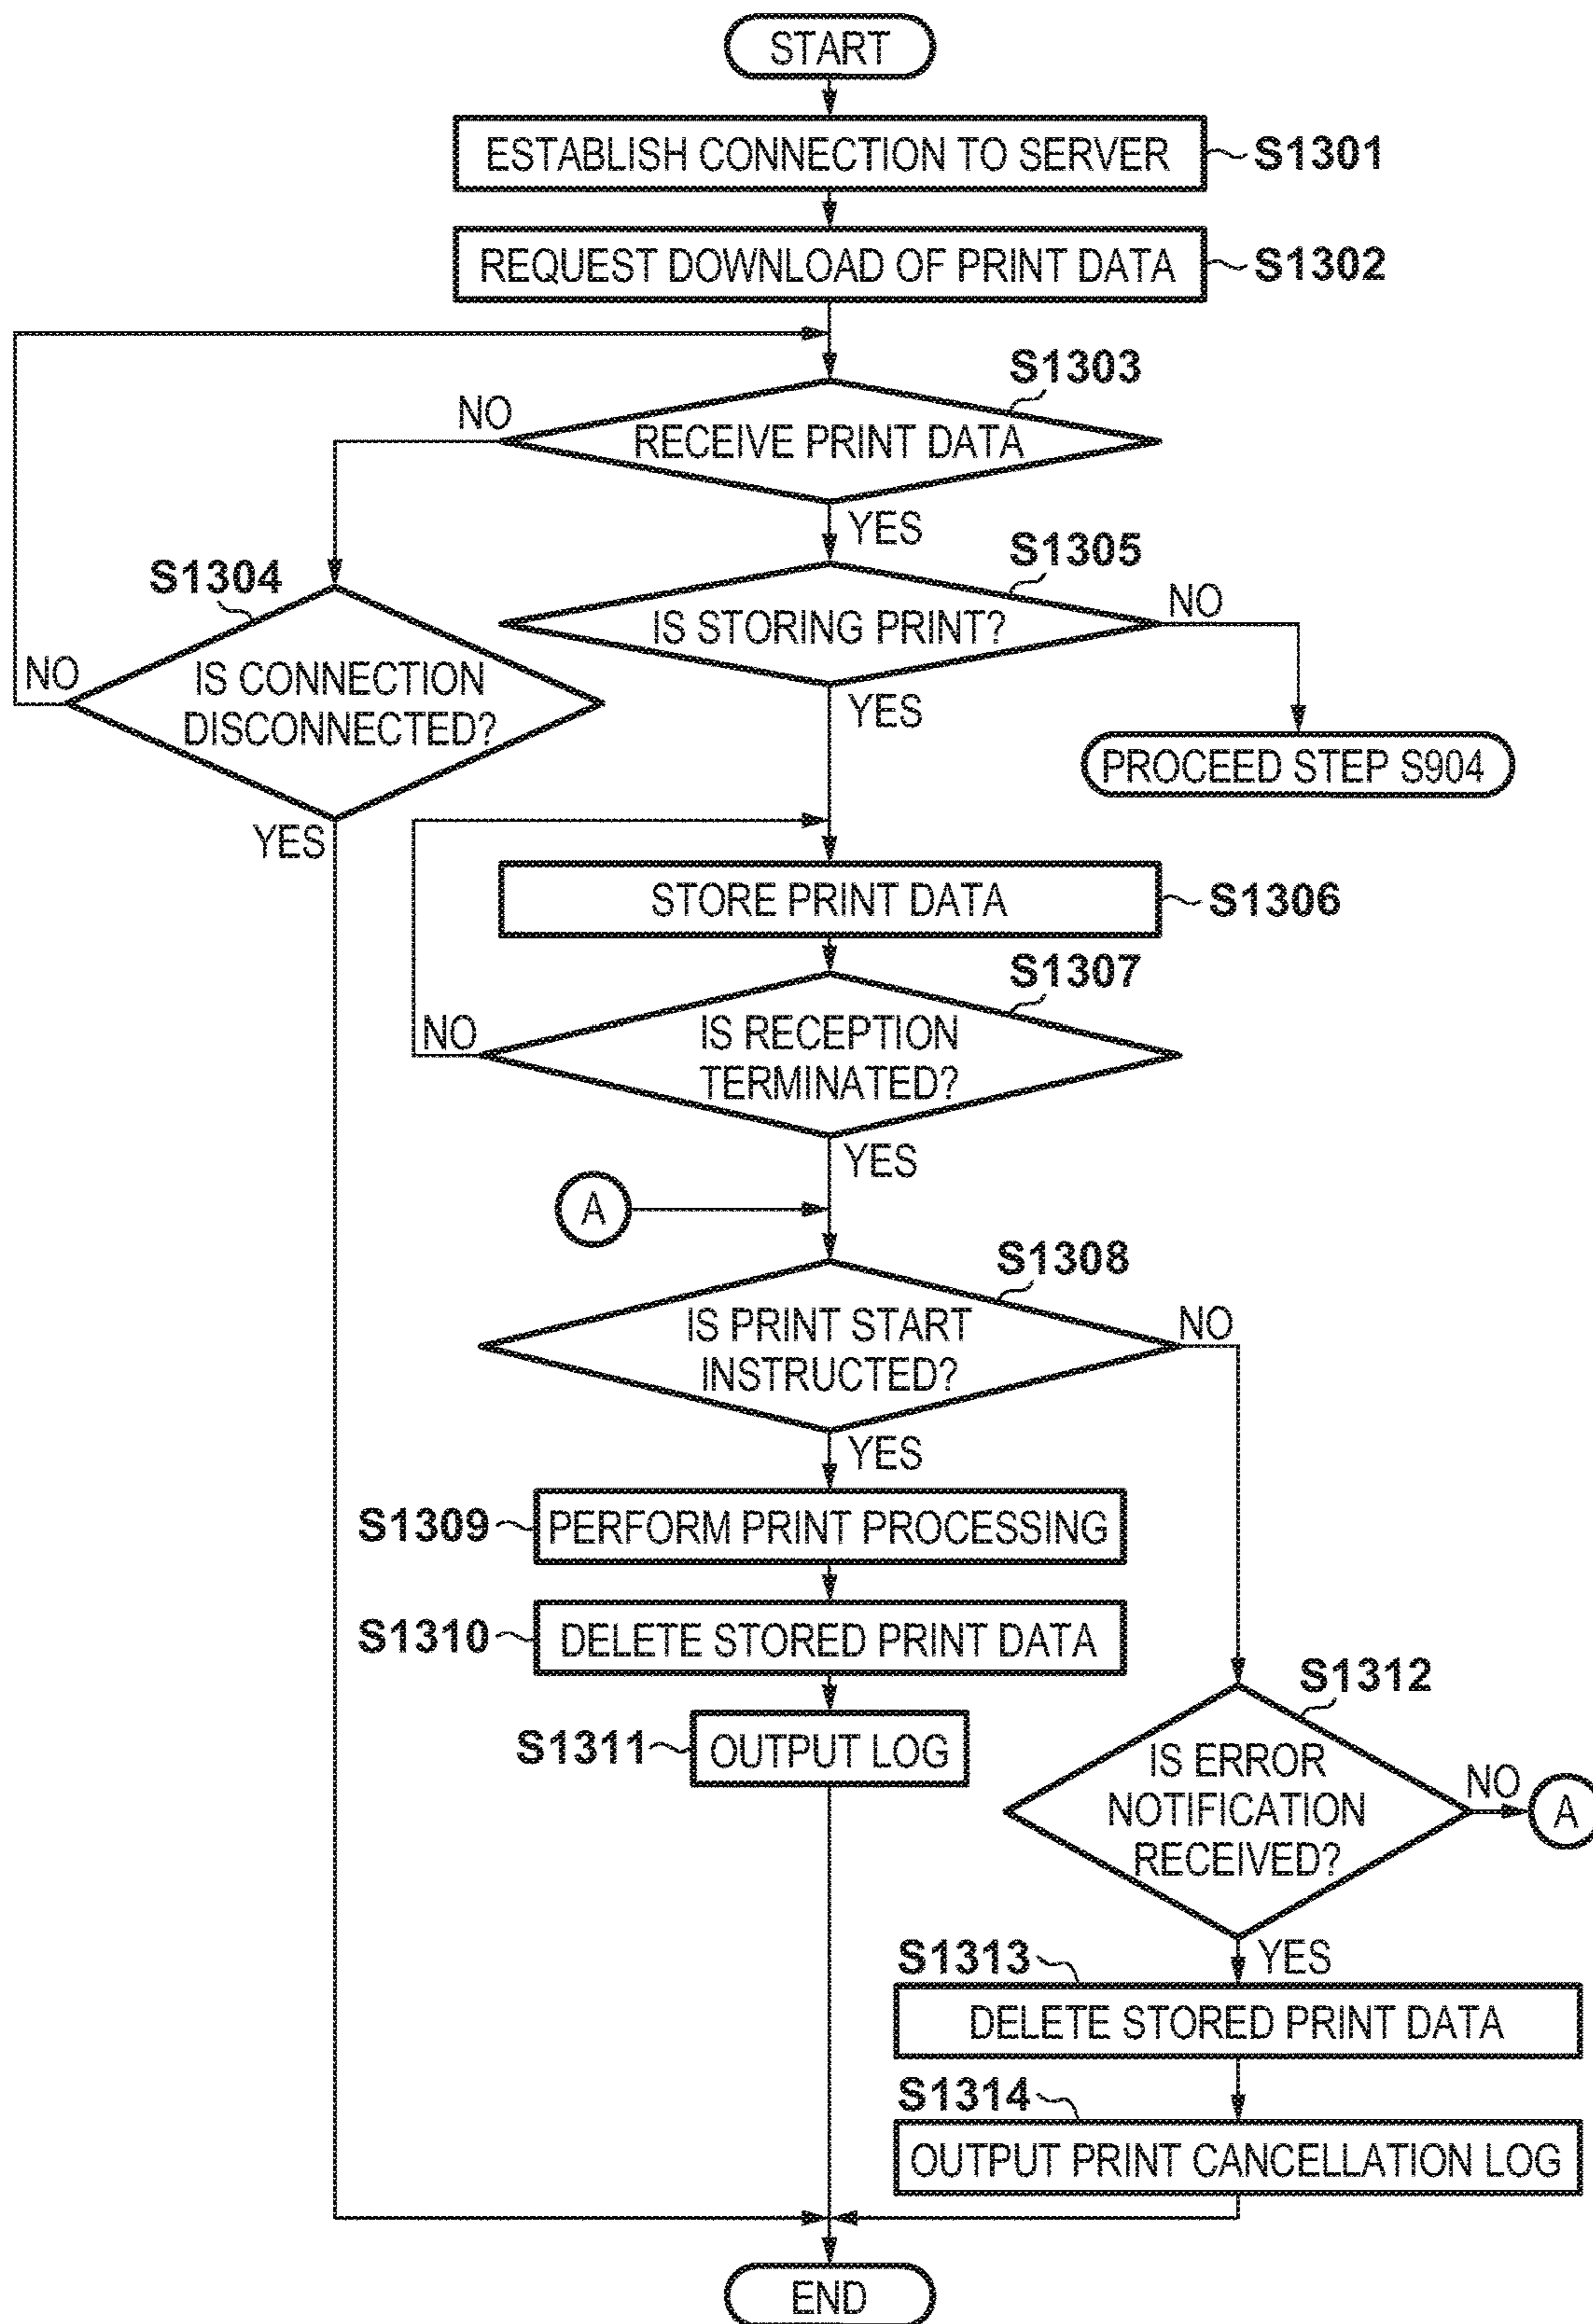 START
ESTABLISH CONNECTION TO SERVER
S1301
REQUEST DOWNLOAD OF PRINT DATA
S1302
S1303
NO
RECEIVE PRINT DATA
YES
S1305
S1304
NO
IS STORING PRINT?
NO
IS CONNECTION
DISCONNECTED?
YES
PROCEED STEP S904
YES
STORE PRINT DATA
S1306
S1307
NO
IS RECEPTION
TERMINATED?
YES
A
S1308
NO
IS PRINT START
INSTRUCTED?
YES
S1309
PERFORM PRINT PROCESSING
S1310
DELETE STORED PRINT DATA
S1312
S1311
OUTPUT LOG
IS ERROR
NOTIFICATION
RECEIVED?
NO
A
YES
S1313
DELETE STORED PRINT DATA
S1314
OUTPUT PRINT CANCELLATION LOG
END